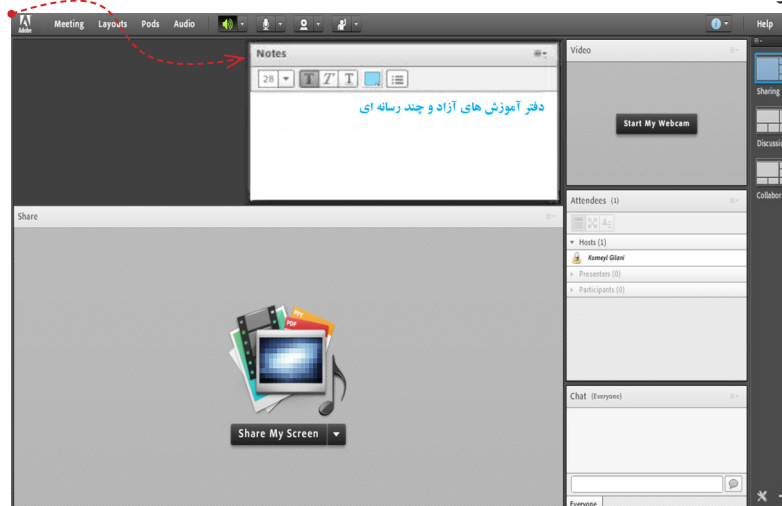 Adobe
Meeting Layouts Pods Audio
Help
Notes
28 T T T
دفتر آموزش های آزاد و چند رسانه ای
Video
Start My Webcam
Sharing
Attendees (1)
Hosts (1)
Komeyl Gilani
Presenters (0)
Participants (0)
Share
PPT
PDF
Share My Screen
Chat (Everyone)
Everyone